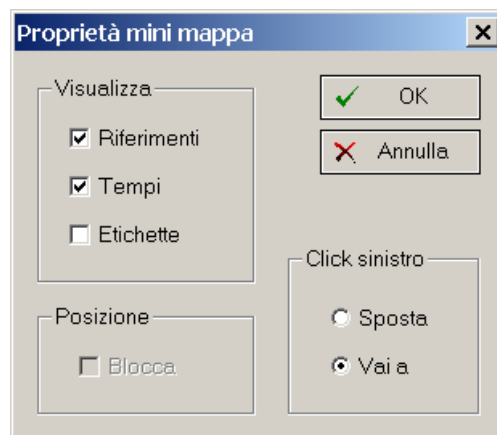 Proprietà mini mappa
Visualizza
Riferimenti
Tempi
Etichette
OK
Annulla
Posizione
Blocca
Click sinistro
Sposta
Vai a